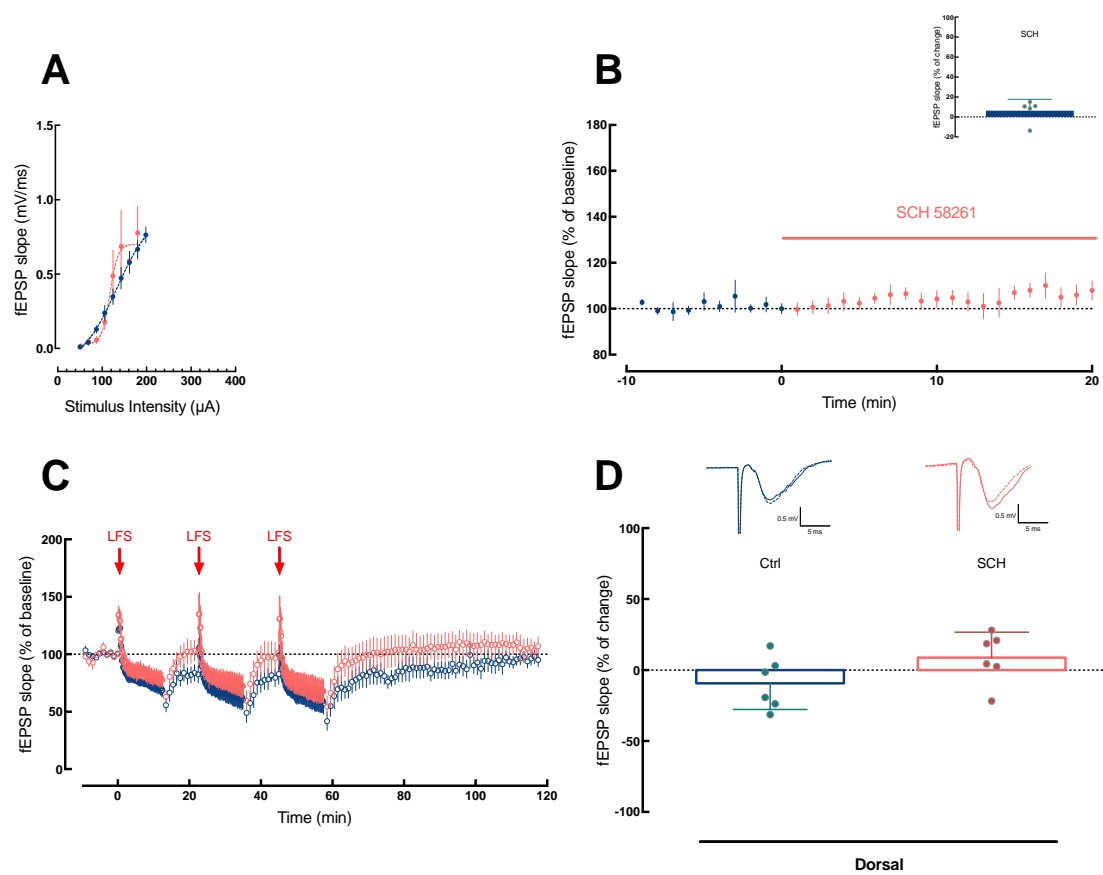 A
1.5
1.0
0.5
0.0
fEPSP slope (mV/ms)
0 100 200 300 400
Stimulus Intensity (µA)
B
100
80
60
40
20
0
-20
fEPSP slope (% of change)
SCH
180
160
140
120
100
80
fEPSP slope (% of baseline)
SCH 58261
-10 0 10 20
Time (min)
C
200
150
100
50
0
fEPSP slope (% of baseline)
LFS LFS LFS
0 20 40 60 80 100 120
Time (min)
D
0.5 mV
5 ms
0.5 mV
5 ms
100
50
0
-50
-100
fEPSP slope (% of change)
Ctrl SCH
Dorsal